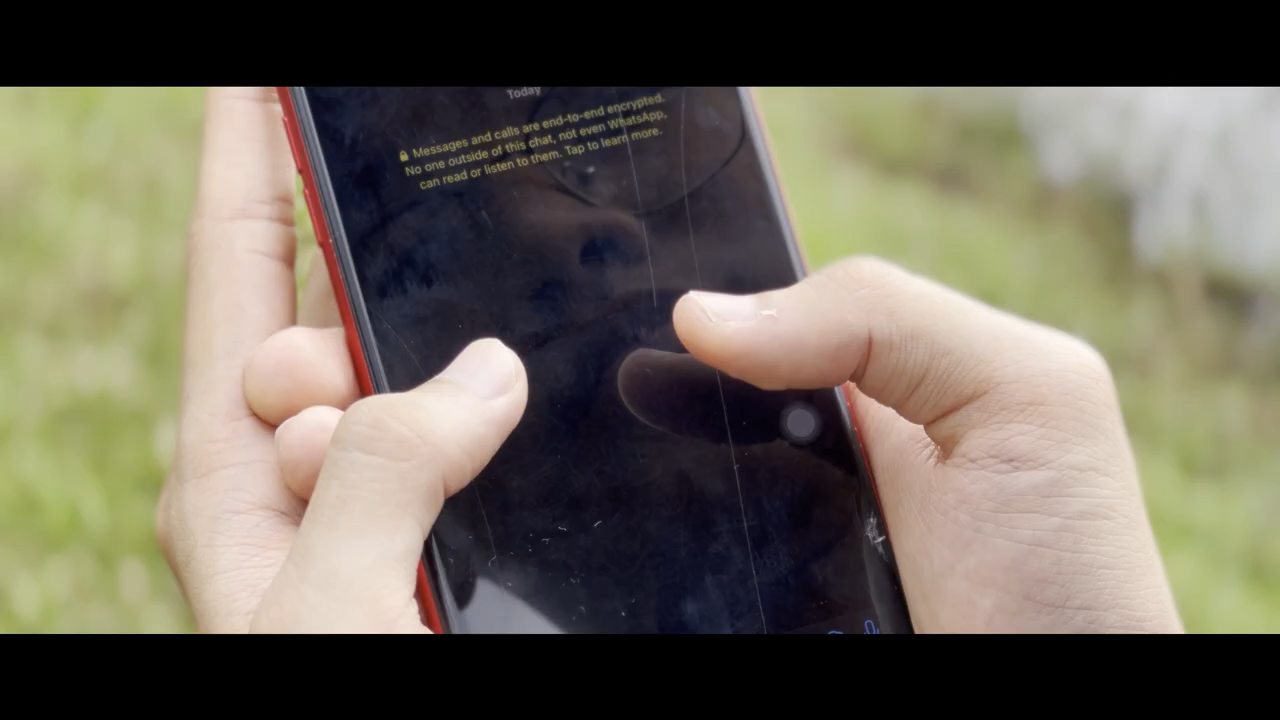 Today
Messages and calls are end-to-end encrypted.
No one outside of this chat, not even WhatsApp,
can read or listen to them. Tap to learn more.